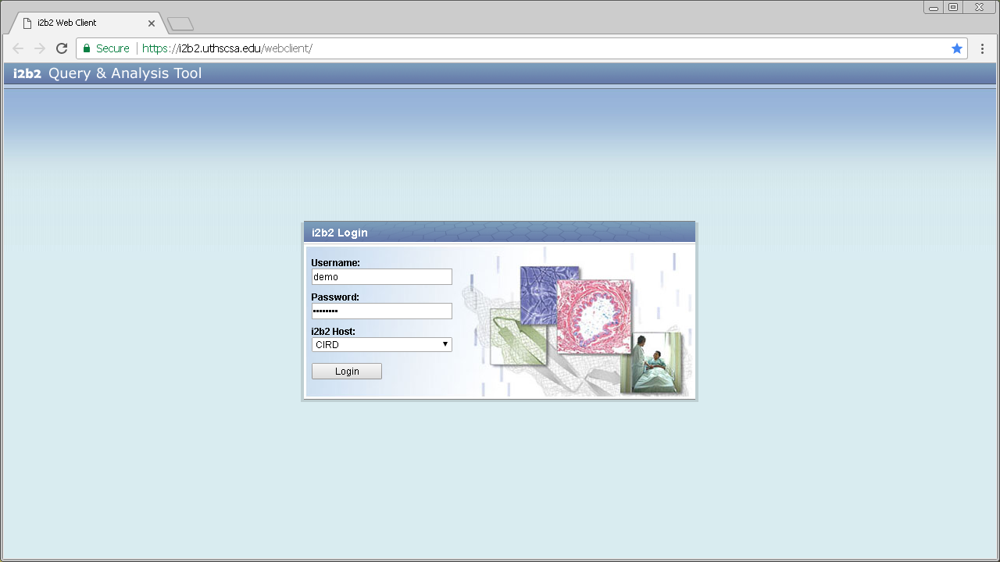 i2b2 Web Client
Secure https://i2b2.uthscsa.edu/webclient/
i2b2 Query & Analysis Tool
i2b2 Login
Username:
demo
Password:
••••••••
i2b2 Host:
CIRD
Login